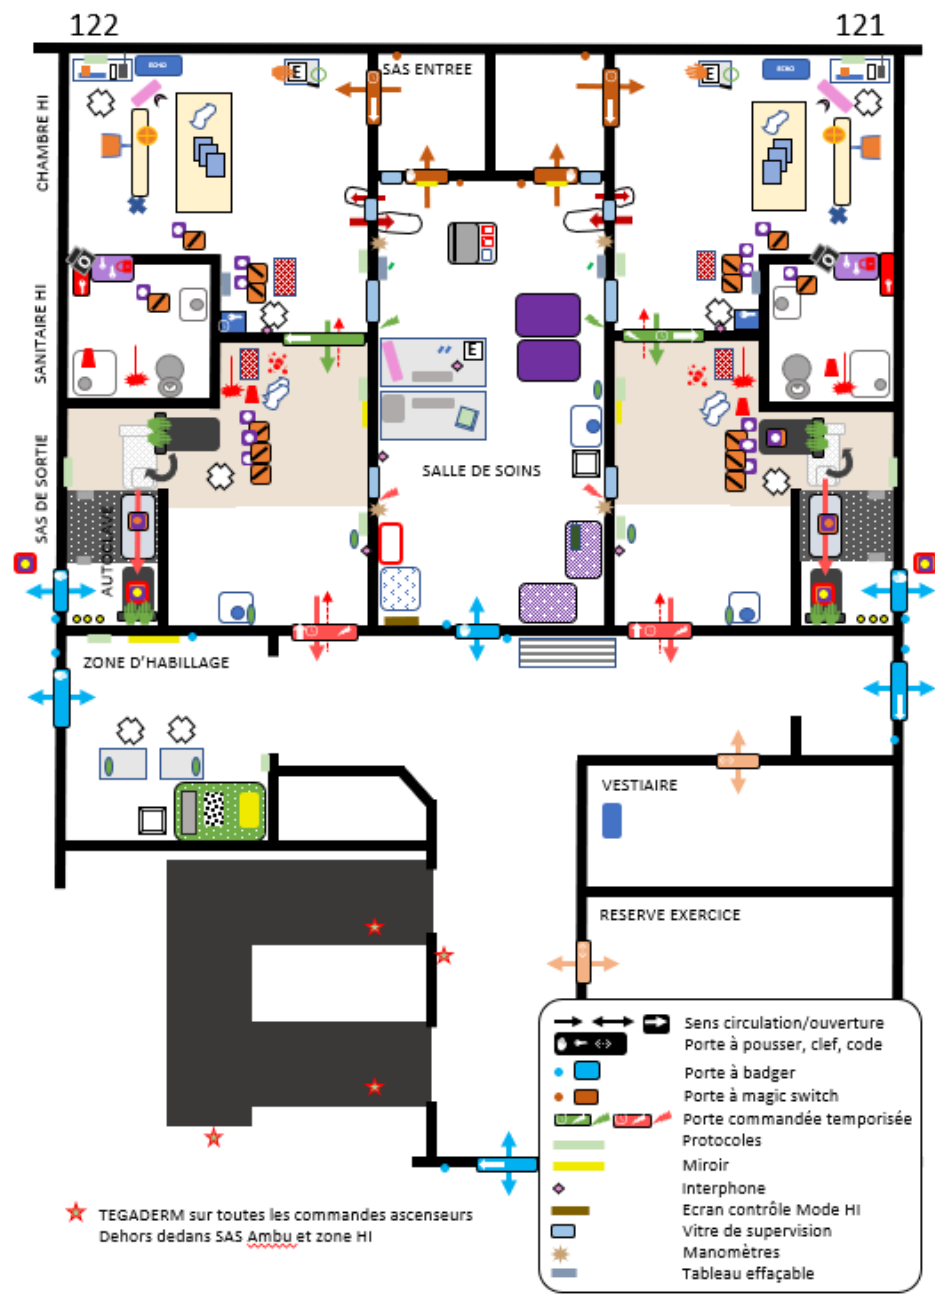 122
121
ECHO
E
SAS ENTREE
E
ECHO
CHAMBRE HI
SANITAIRE HI
E
SALLE DE SOINS
SAS DE SORTIE
AUTOCLAVE
ZONE D'HABILLAGE
VESTIAIRE
RESERVE EXERCICE
Sens circulation/ouverture
Porte à pousser, clef, code
Porte à badger
Porte à magic switch
Porte commandée temporisée
Protocoles
Miroir
Interphone
Ecran contrôle Mode HI
Vitre de supervision
Manomètres
Tableau effaçable
TEGADERM sur toutes les commandes ascenseurs
Dehors dedans SAS Ambu et zone HI